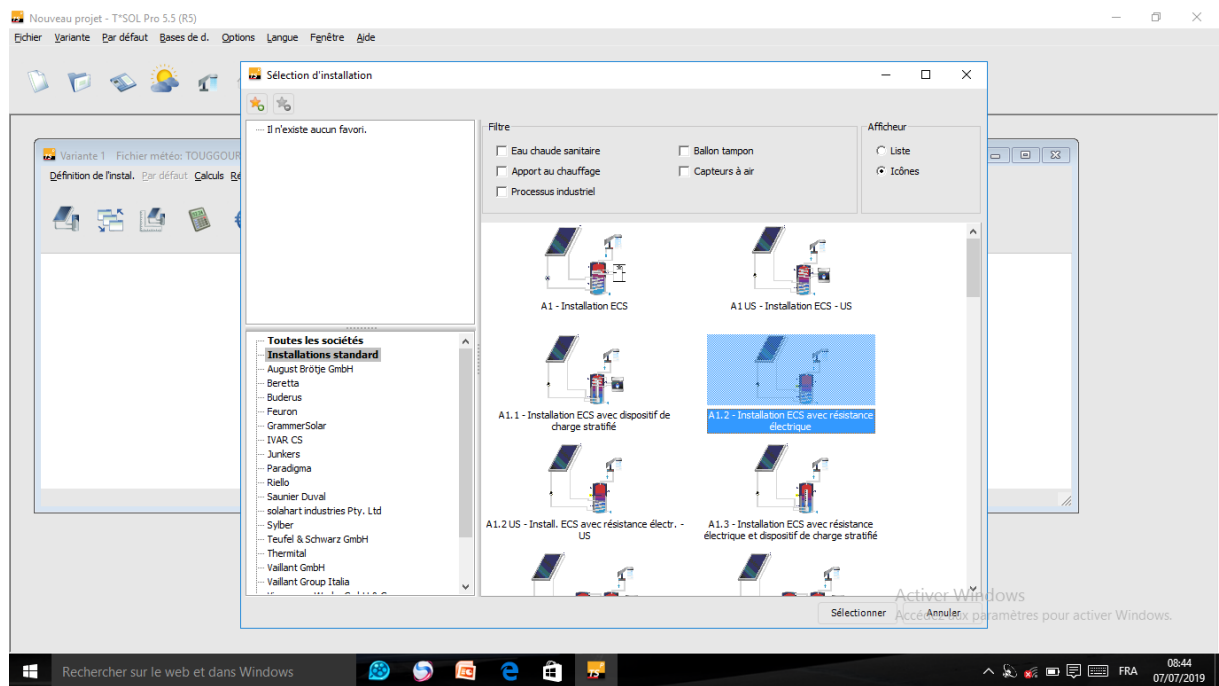 Nouveau projet - T*SOL Pro 5.5 (R5)
Fichier Variante Par défaut Bases de d. Options Langue Fenêtre Aide
Sélection d'installation
Il n'existe aucun favori.
Filtre
Afficheur
Eau chaude sanitaire
Ballon tampon
Liste
Apport au chauffage
Capteurs à air
Icônes
Processus industriel
Variante 1 Fichier météo: TOUGGOUR
Définition de l'instal. Par défaut Calculs Ré
A1 - Installation ECS
A1 US - Installation ECS - US
A1.1 - Installation ECS avec dispositif de
charge stratifié
A1.2 - Installation ECS avec résistance
électrique
A1.2 US - Install. ECS avec résistance électr. -
US
A1.3 - Installation ECS avec résistance
électrique et dispositif de charge stratifié
Toutes les sociétés
Installations standard
August Brötje GmbH
Beretta
Buderus
Feuron
GrammerSolar
IVAR CS
Junkers
Paradigma
Riello
Saunier Duval
solahart industries Pty. Ltd
Sylber
Teufel & Schwarz GmbH
Thermital
Vaillant GmbH
Vaillant Group Italia
Sélectionner
Annuler
Activer Windows
Accédez aux paramètres pour activer Windows.
Rechercher sur le web et dans Windows
FRA
08:44
07/07/2019